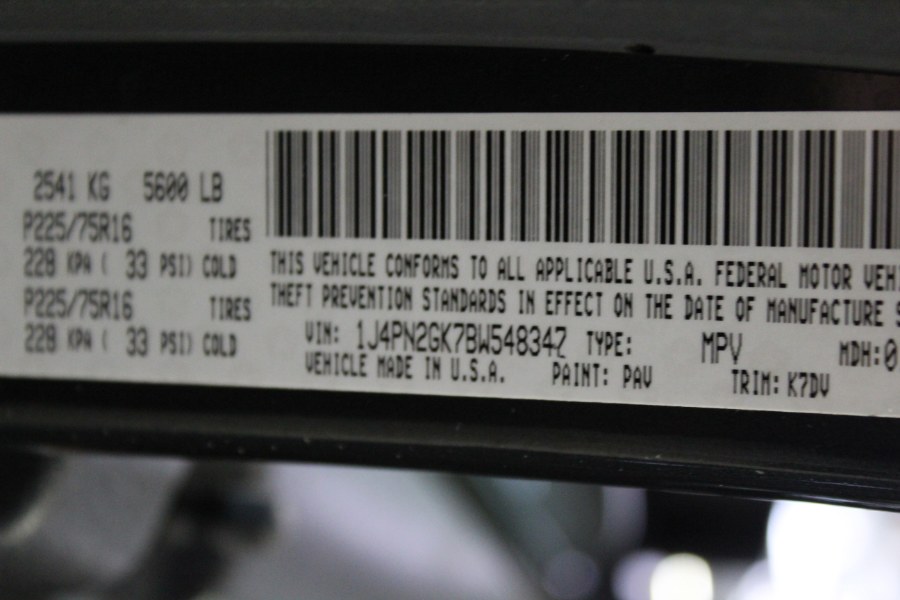 2541 KG 5600 LB
P225/75R16 TIRES
228 KPA ( 33 PSI) COLD
P225/75R16 TIRES
228 KPA ( 33 PSI) COLD
THIS VEHICLE CONFORMS TO ALL APPLICABLE U.S.A. FEDERAL MOTOR VEHI
THEFT PREVENTION STANDARDS IN EFFECT ON THE DATE OF MANUFACTURE S
VIN: 1J4PN2GK7BW548347 TYPE: MPV MDH:0
VEHICLE MADE IN U.S.A. PAINT: PAV TRIM: K7DV